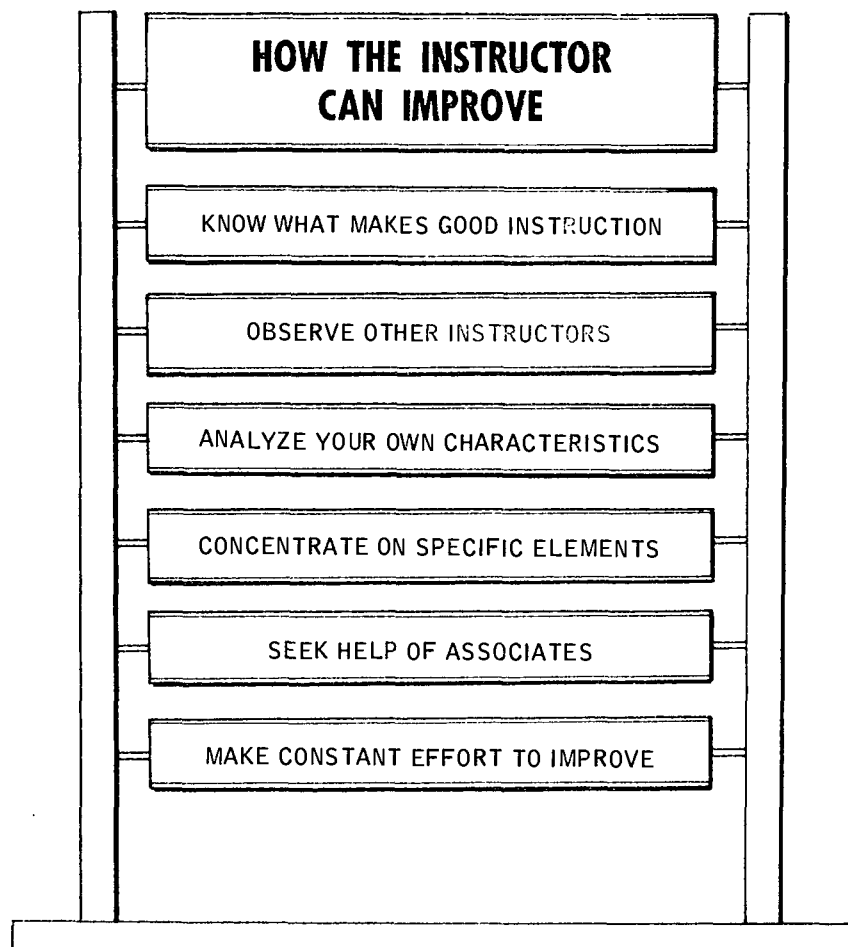 HOW THE INSTRUCTOR
CAN IMPROVE
KNOW WHAT MAKES GOOD INSTRUCTION
OBSERVE OTHER INSTRUCTORS
ANALYZE YOUR OWN CHARACTERISTICS
CONCENTRATE ON SPECIFIC ELEMENTS
SEEK HELP OF ASSOCIATES
MAKE CONSTANT EFFORT TO IMPROVE